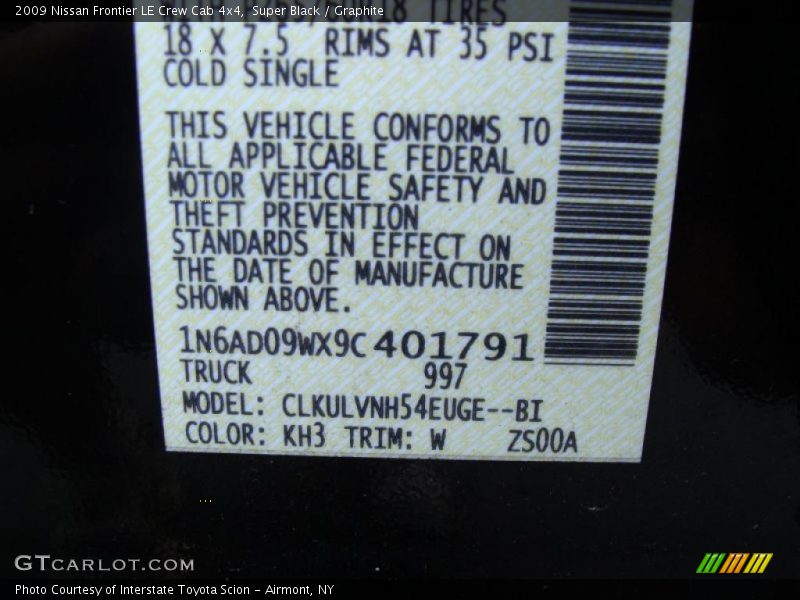 2009 Nissan Frontier LE Crew Cab 4x4, Super Black / Graphite
18 TIRES
18 X 7.5 RIMS AT 35 PSI
COLD SINGLE
THIS VEHICLE CONFORMS TO
ALL APPLICABLE FEDERAL
MOTOR VEHICLE SAFETY AND
THEFT PREVENTION
STANDARDS IN EFFECT ON
THE DATE OF MANUFACTURE
SHOWN ABOVE.
1N6AD09WX9C401791
TRUCK 997
MODEL: CLKULVNH54EUGE--BI
COLOR: KH3 TRIM: W ZS00A
GTCARLOT.COM
Photo Courtesy of Interstate Toyota Scion - Airmont, NY